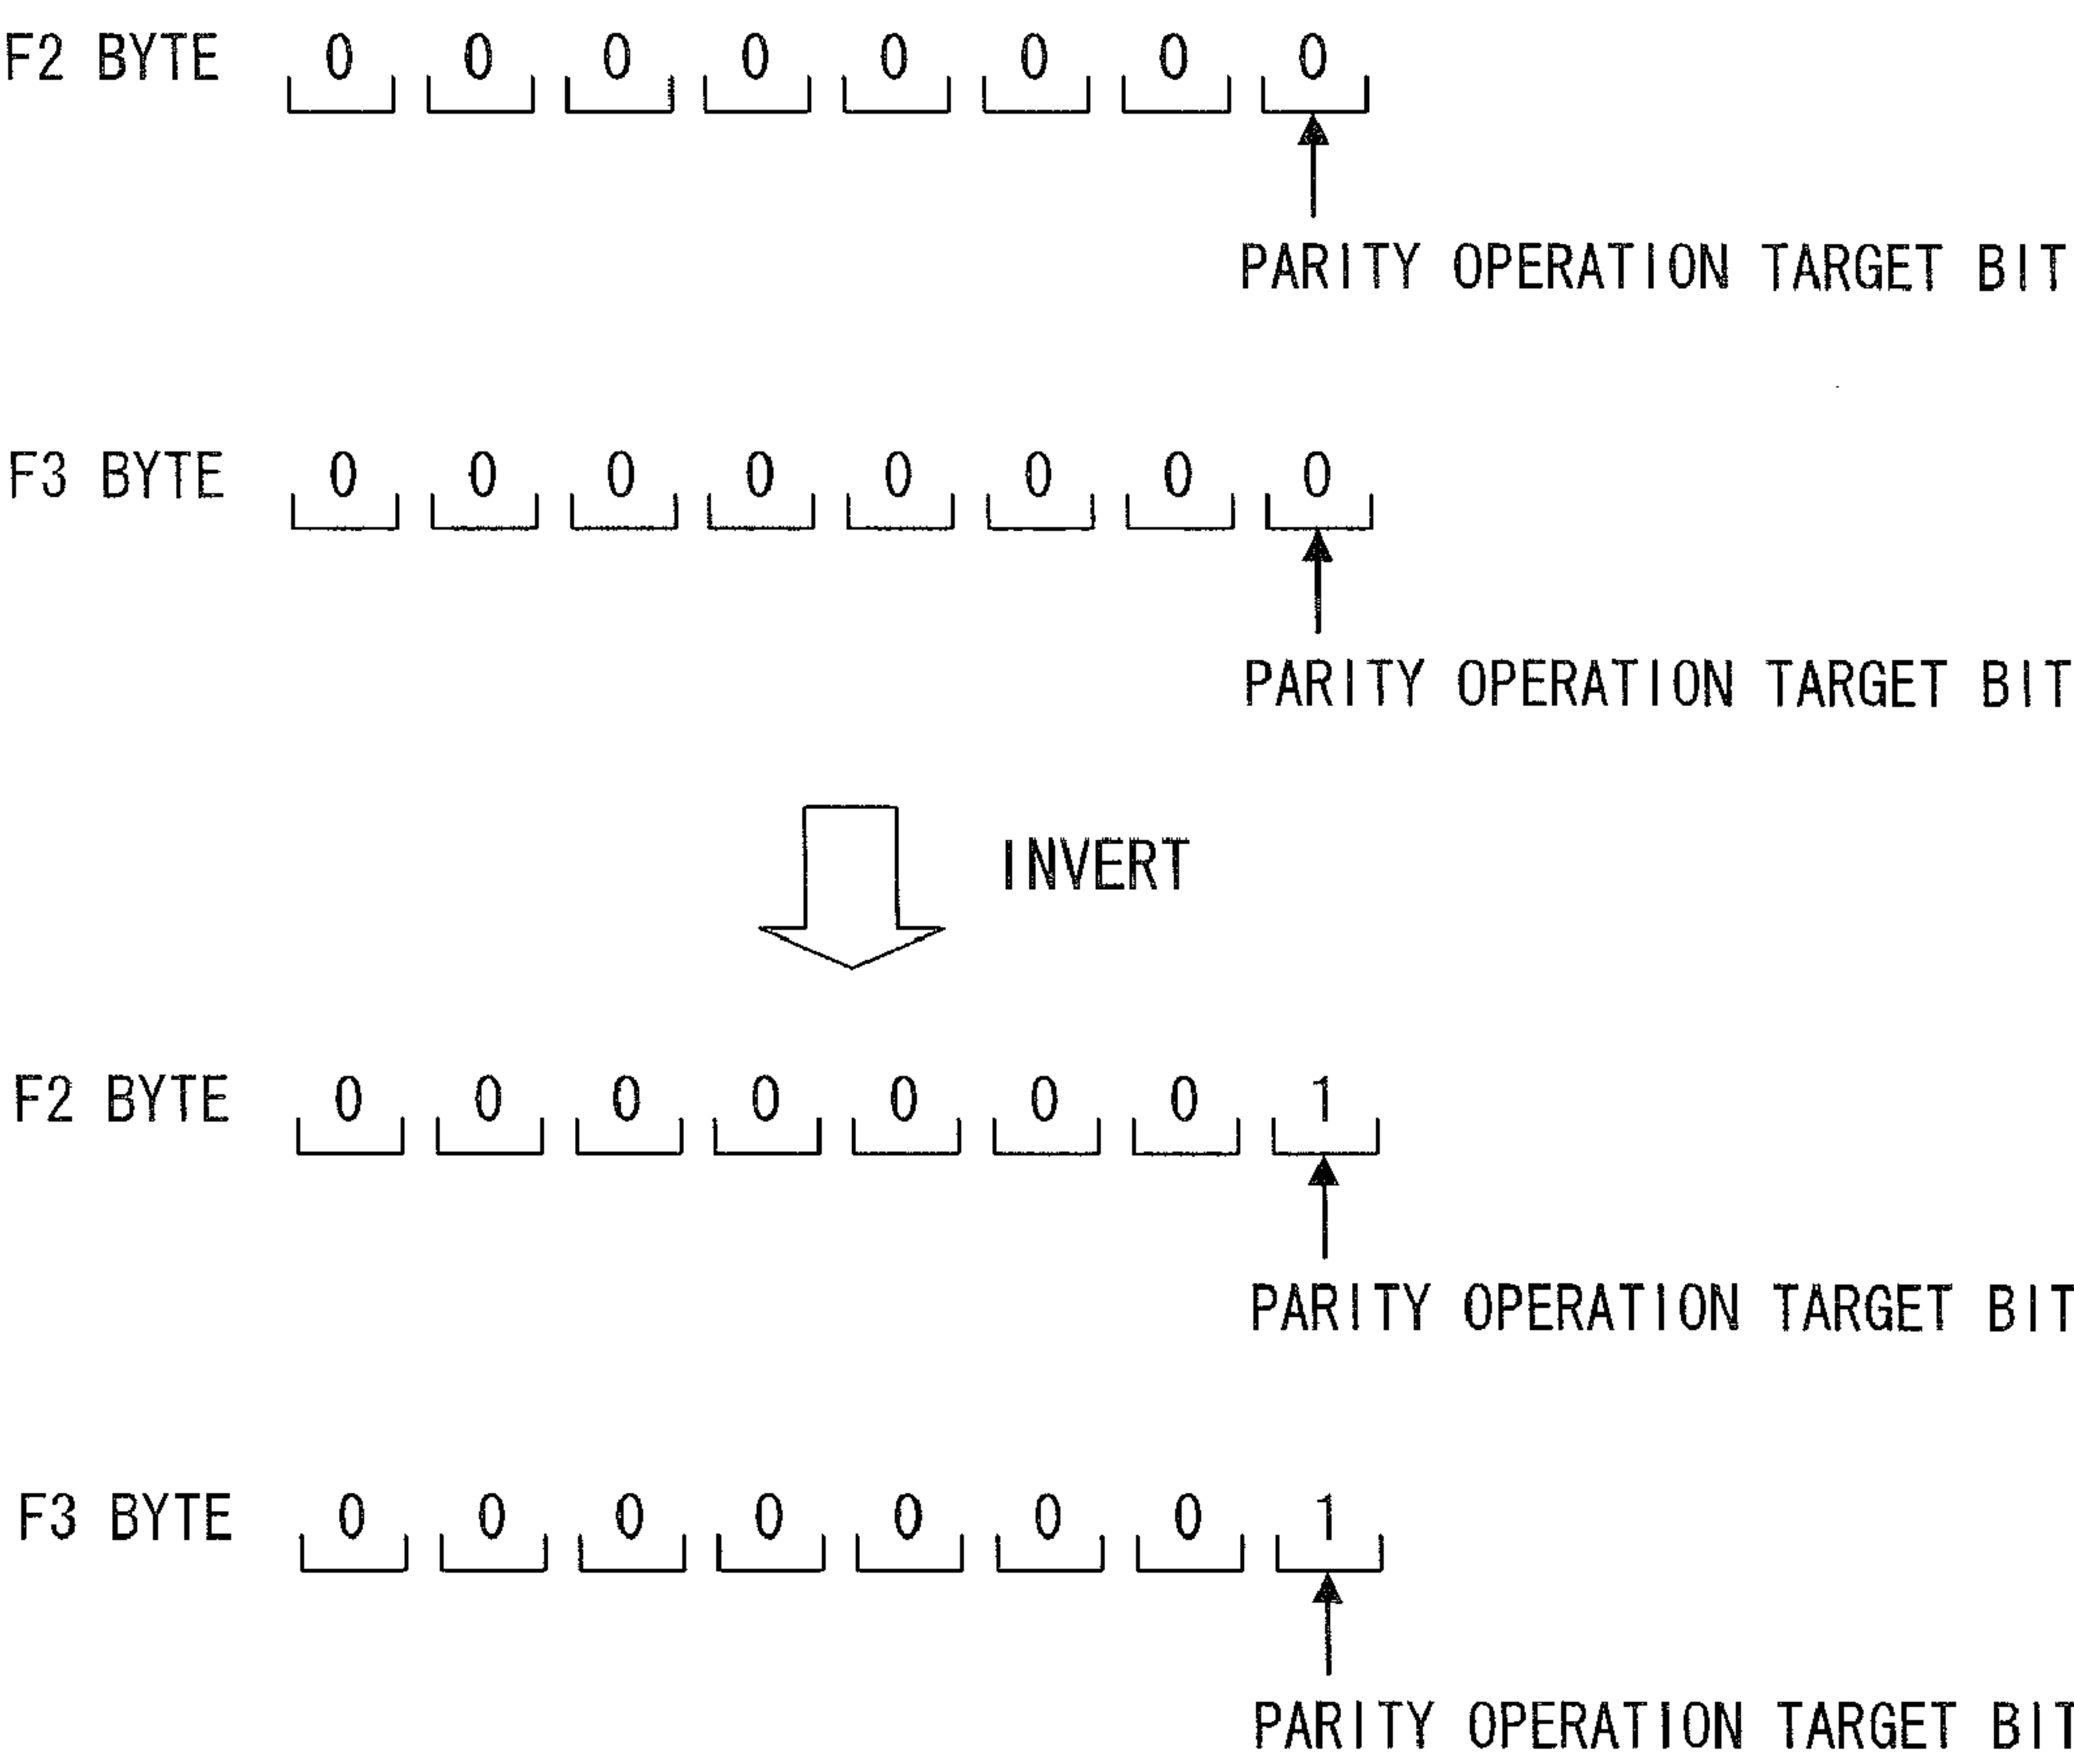 F2 BYTE 0 0 0 0 0 0 0 0
PARITY OPERATION TARGET BIT
F3 BYTE 0 0 0 0 0 0 0 0
PARITY OPERATION TARGET BIT
INVERT
F2 BYTE 0 0 0 0 0 0 0 1
PARITY OPERATION TARGET BIT
F3 BYTE 0 0 0 0 0 0 0 1
PARITY OPERATION TARGET BIT